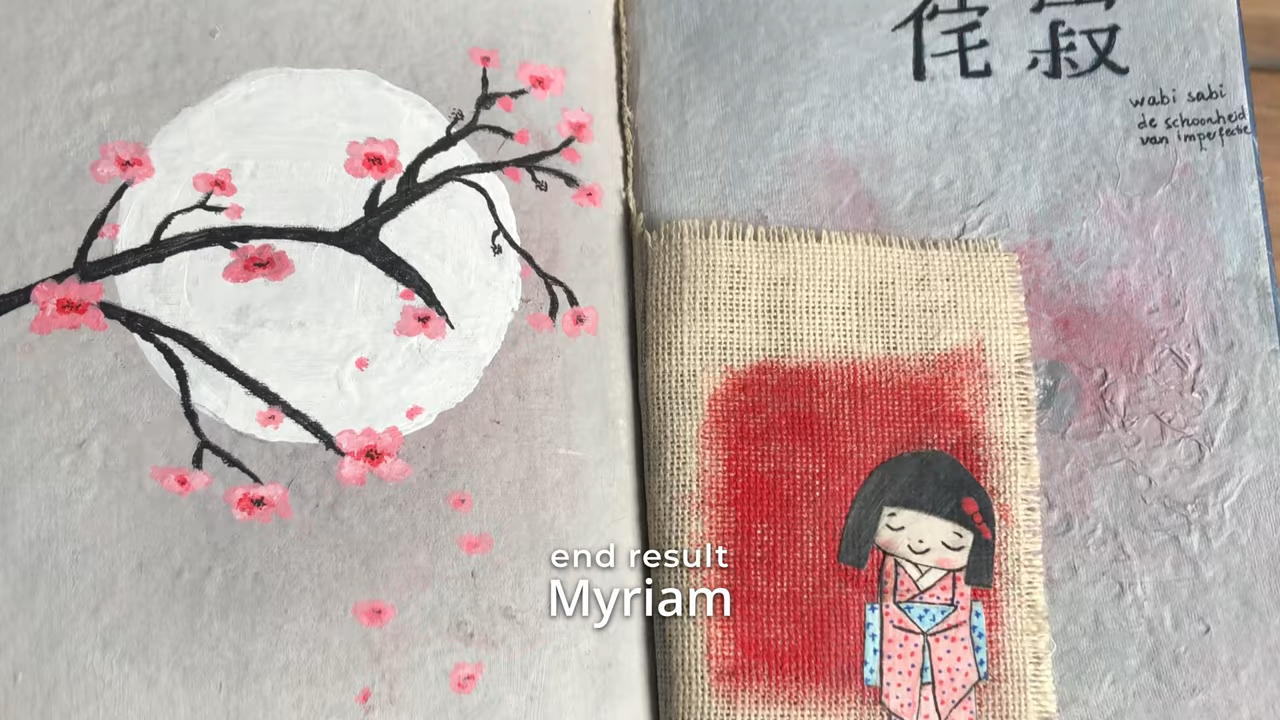 侘寂
wabi sabi
de schoonheid
van imperfectie
end result
Myriam